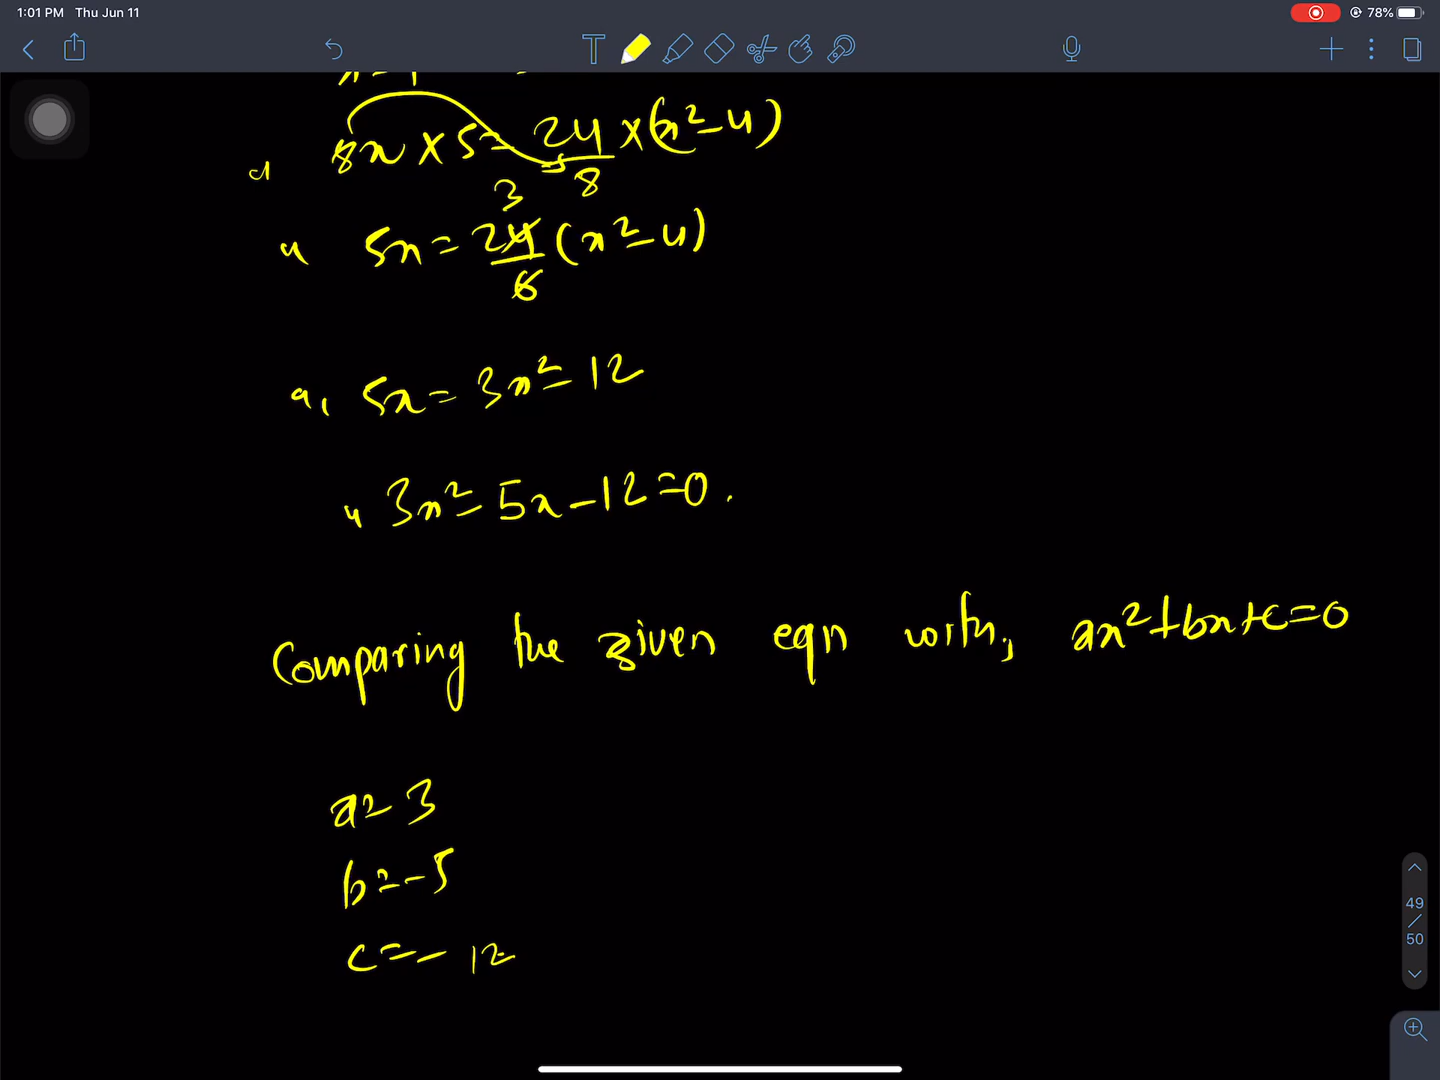 1:01 PM Thu Jun 11
78%
8x × 5 = 24/8 × (x² - 4)
3
5x = 24/8 (x² - 4)
5x = 3x² - 12
3x² - 5x - 12 = 0.
Comparing the given eqn with, ax² + bx + c = 0
a = 3
b = - 5
c = - 12
49
/
50